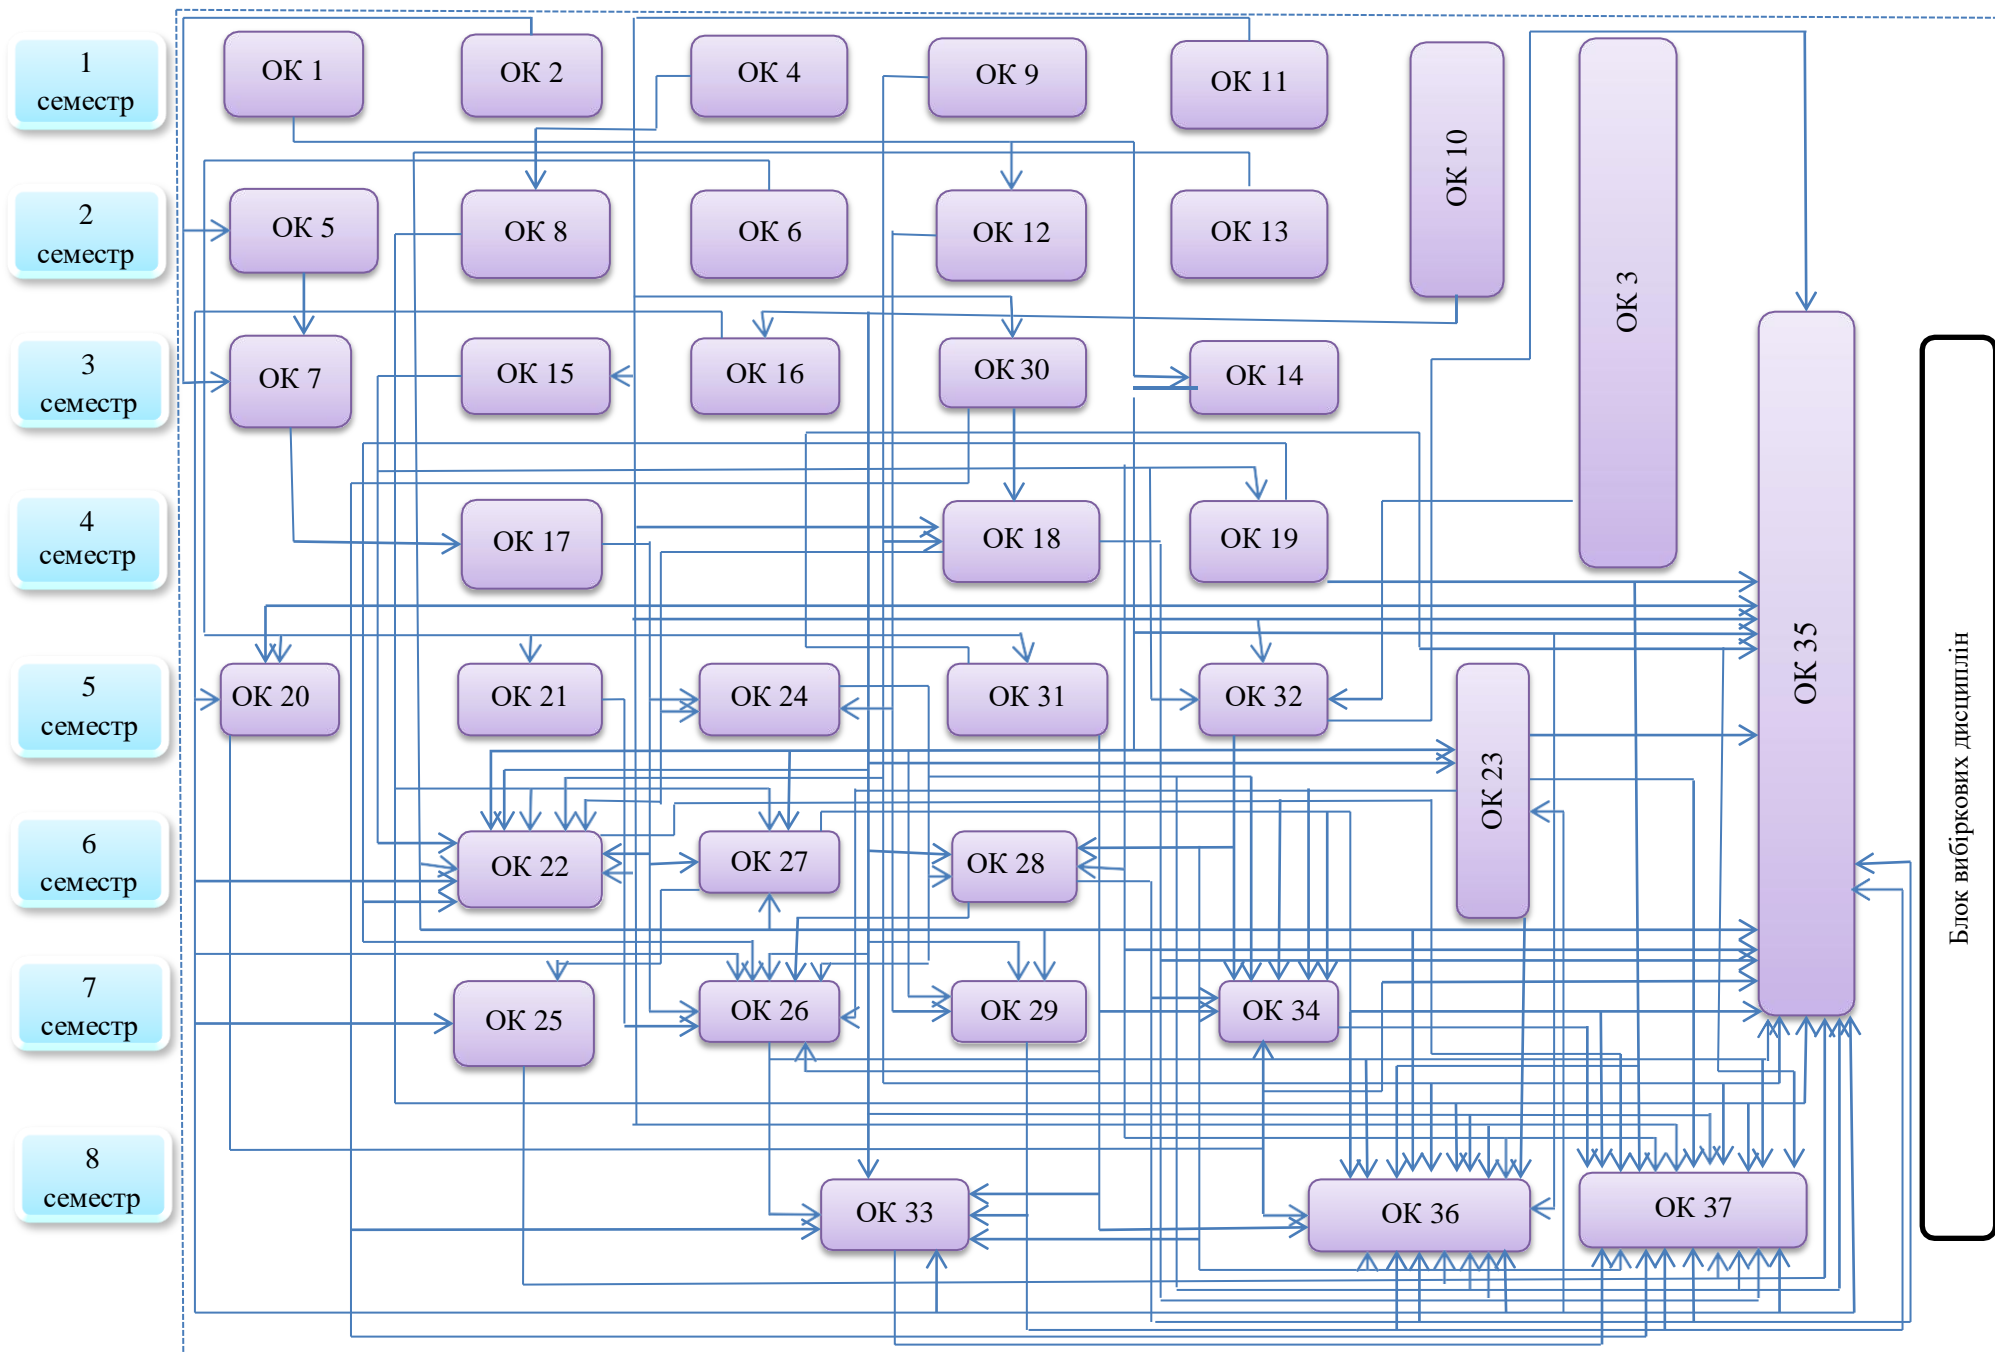 1
семестр
ОК 1
ОК 2
ОК 4
ОК 9
ОК 11
ОК 10
ОК 3
2
семестр
ОК 5
ОК 8
ОК 6
ОК 12
ОК 13
3
семестр
ОК 7
ОК 15
ОК 16
ОК 30
ОК 14
4
семестр
ОК 17
ОК 18
ОК 19
ОК 35
Блок вибіркових дисциплін
5
семестр
ОК 20
ОК 21
ОК 24
ОК 31
ОК 32
ОК 23
6
семестр
ОК 22
ОК 27
ОК 28
7
семестр
ОК 25
ОК 26
ОК 29
ОК 34
8
семестр
ОК 33
ОК 36
ОК 37